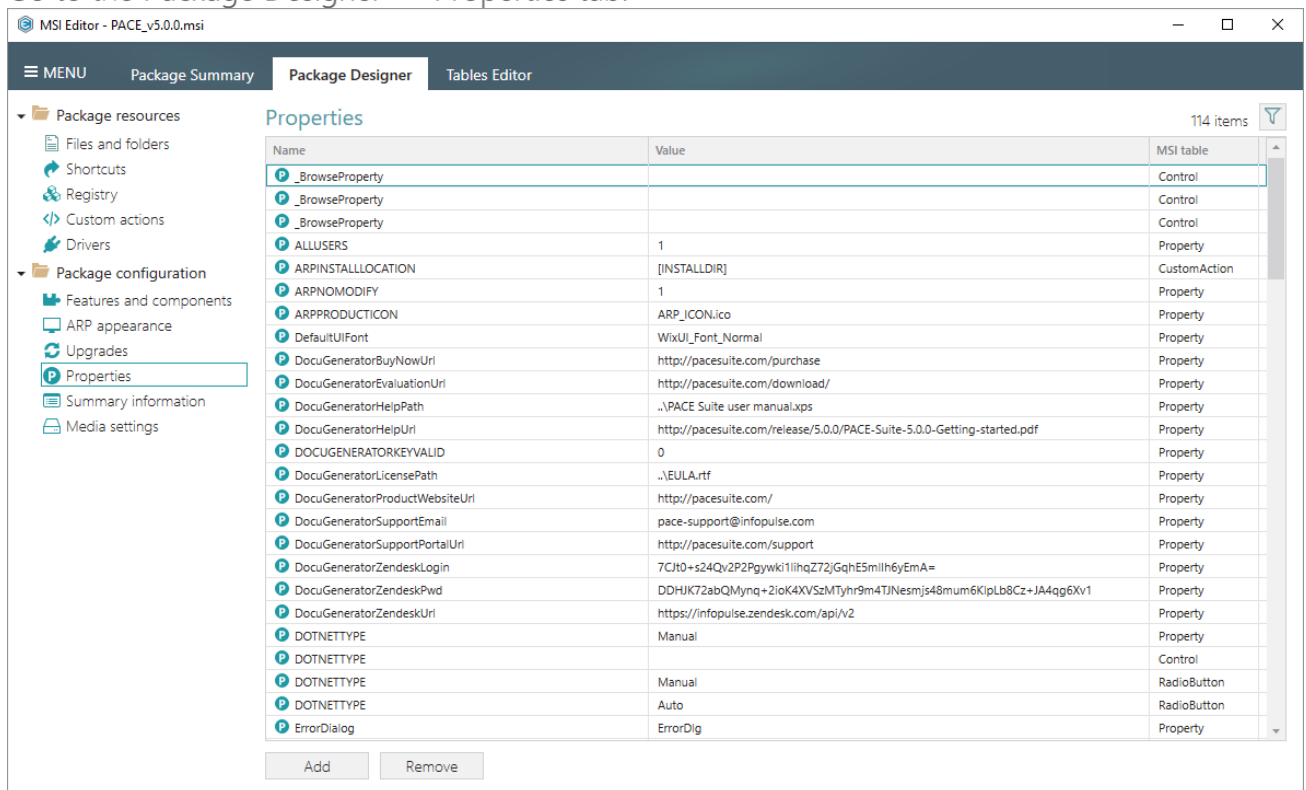 MSI Editor - PACE_v5.0.0.msi
MENU Package Summary Package Designer Tables Editor
Package resources
Files and folders
Shortcuts
Registry
Custom actions
Drivers
Package configuration
Features and components
ARP appearance
Upgrades
Properties
Summary information
Media settings
Properties 114 items
Name Value MSI table
_BrowseProperty Control
_BrowseProperty Control
_BrowseProperty Control
ALLUSERS 1 Property
ARPINSTALLLOCATION [INSTALLDIR] CustomAction
ARPNOMODIFY 1 Property
ARPPRODUCTICON ARP_ICON.ico Property
DefaultUIFont WixUI_Font_Normal Property
DocuGeneratorBuyNowUrl http://pacesuite.com/purchase Property
DocuGeneratorEvaluationUrl http://pacesuite.com/download/ Property
DocuGeneratorHelpPath ..\PACE Suite user manual.xps Property
DocuGeneratorHelpUrl http://pacesuite.com/release/5.0.0/PACE-Suite-5.0.0-Getting-started.pdf Property
DOCUGENERATORKEYVALID 0 Property
DocuGeneratorLicensePath ..\EULA.rtf Property
DocuGeneratorProductWebsiteUrl http://pacesuite.com/ Property
DocuGeneratorSupportEmail pace-support@infopulse.com Property
DocuGeneratorSupportPortalUrl http://pacesuite.com/support Property
DocuGeneratorZendeskLogin Property
DocuGeneratorZendeskPwd Property
DocuGeneratorZendeskUrl https://infopulse.zendesk.com/api/v2 Property
DOTNETTYPE Manual Property
DOTNETTYPE Control
DOTNETTYPE Manual RadioButton
DOTNETTYPE Auto RadioButton
ErrorDialog ErrorDlg Property
Add Remove